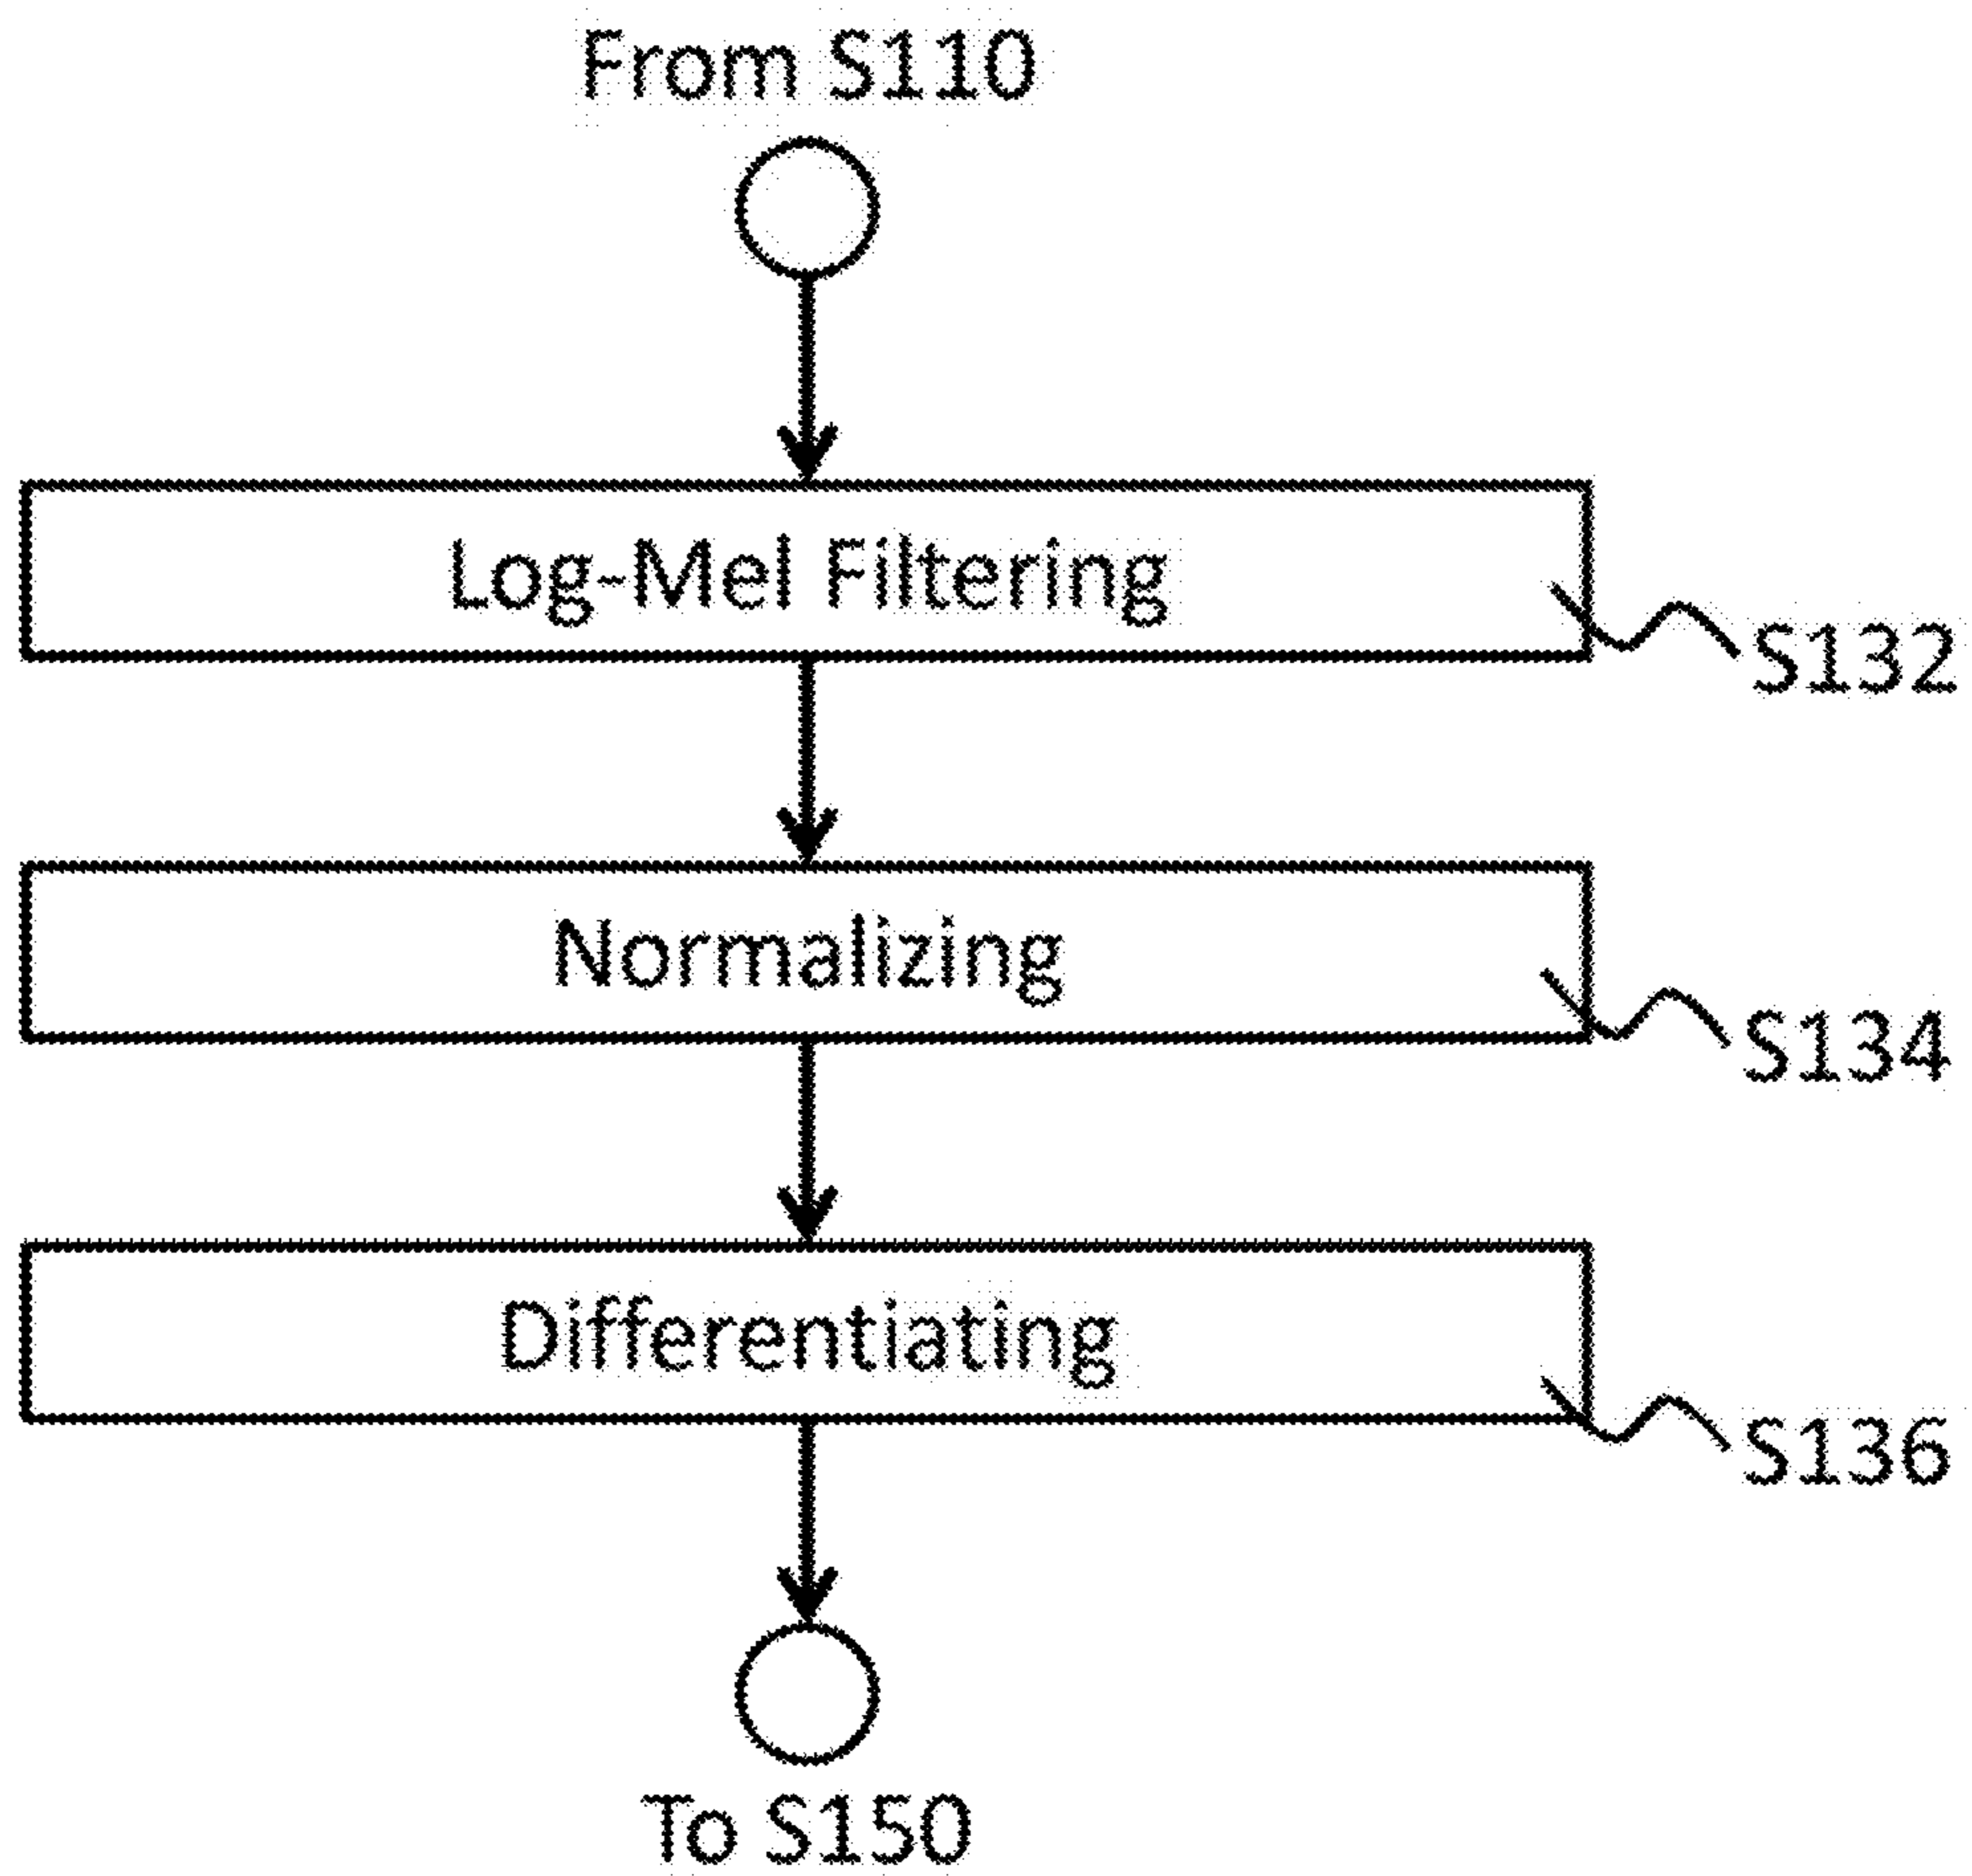 From S110
Log-Mel Filtering
S132
Normalizing
S134
Differentiating
S136
To S150